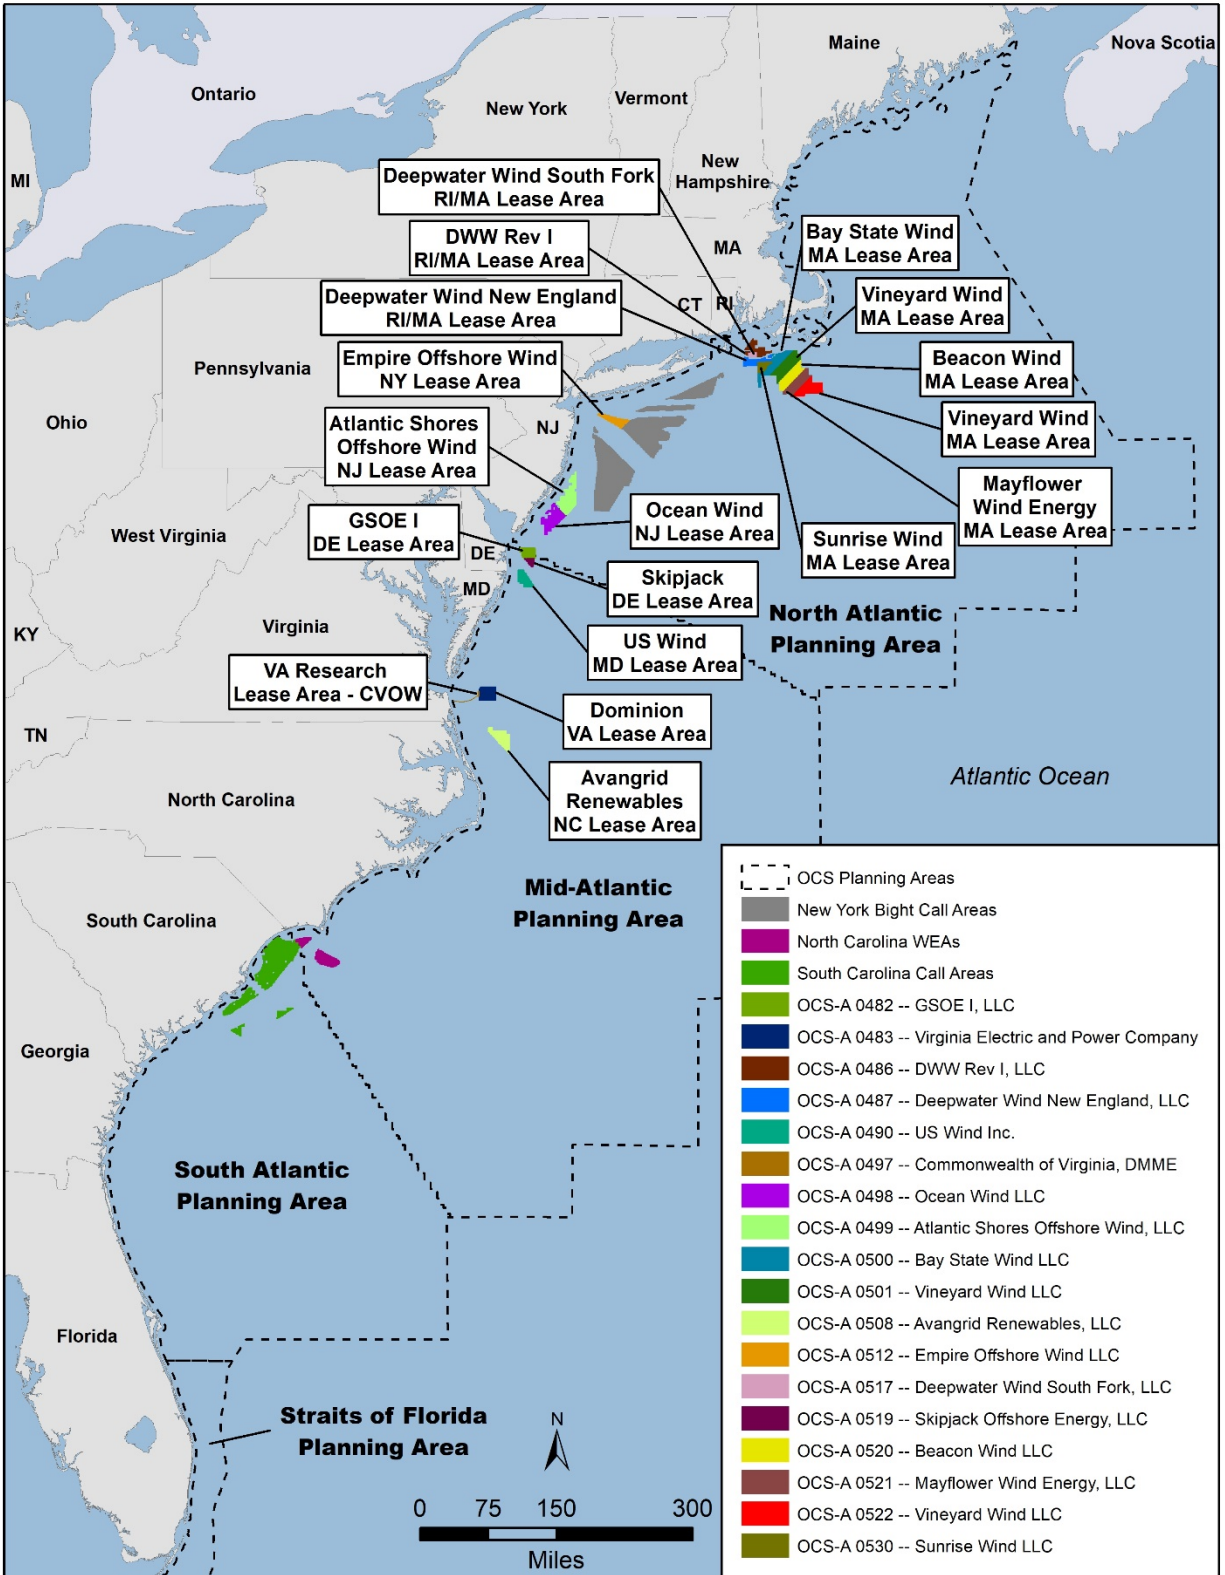 Maine
Nova Scotia
Ontario
New York
Vermont
New
Hampshire
MI
Deepwater Wind South Fork
RI/MA Lease Area
DWW Rev I
RI/MA Lease Area
MA
Bay State Wind
MA Lease Area
Deepwater Wind New England
RI/MA Lease Area
CT
RI
Vineyard Wind
MA Lease Area
Pennsylvania
Empire Offshore Wind
NY Lease Area
Beacon Wind
MA Lease Area
Ohio
NJ
Atlantic Shores
Offshore Wind
NJ Lease Area
Vineyard Wind
MA Lease Area
Mayflower
Wind Energy
MA Lease Area
West Virginia
GSOE I
DE Lease Area
Ocean Wind
NJ Lease Area
Sunrise Wind
MA Lease Area
DE
MD
Skipjack
DE Lease Area
KY
Virginia
US Wind
MD Lease Area
North Atlantic
Planning Area
VA Research
Lease Area - CVOW
Dominion
VA Lease Area
TN
Avangrid
Renewables
NC Lease Area
Atlantic Ocean
North Carolina
South Carolina
Mid-Atlantic
Planning Area
Georgia
South Atlantic
Planning Area
Florida
Straits of Florida
Planning Area
N
0 75 150 300
Miles
OCS Planning Areas
New York Bight Call Areas
North Carolina WEAs
South Carolina Call Areas
OCS-A 0482 -- GSOE I, LLC
OCS-A 0483 -- Virginia Electric and Power Company
OCS-A 0486 -- DWW Rev I, LLC
OCS-A 0487 -- Deepwater Wind New England, LLC
OCS-A 0490 -- US Wind Inc.
OCS-A 0497 -- Commonwealth of Virginia, DMME
OCS-A 0498 -- Ocean Wind LLC
OCS-A 0499 -- Atlantic Shores Offshore Wind, LLC
OCS-A 0500 -- Bay State Wind LLC
OCS-A 0501 -- Vineyard Wind LLC
OCS-A 0508 -- Avangrid Renewables, LLC
OCS-A 0512 -- Empire Offshore Wind LLC
OCS-A 0517 -- Deepwater Wind South Fork, LLC
OCS-A 0519 -- Skipjack Offshore Energy, LLC
OCS-A 0520 -- Beacon Wind LLC
OCS-A 0521 -- Mayflower Wind Energy, LLC
OCS-A 0522 -- Vineyard Wind LLC
OCS-A 0530 -- Sunrise Wind LLC